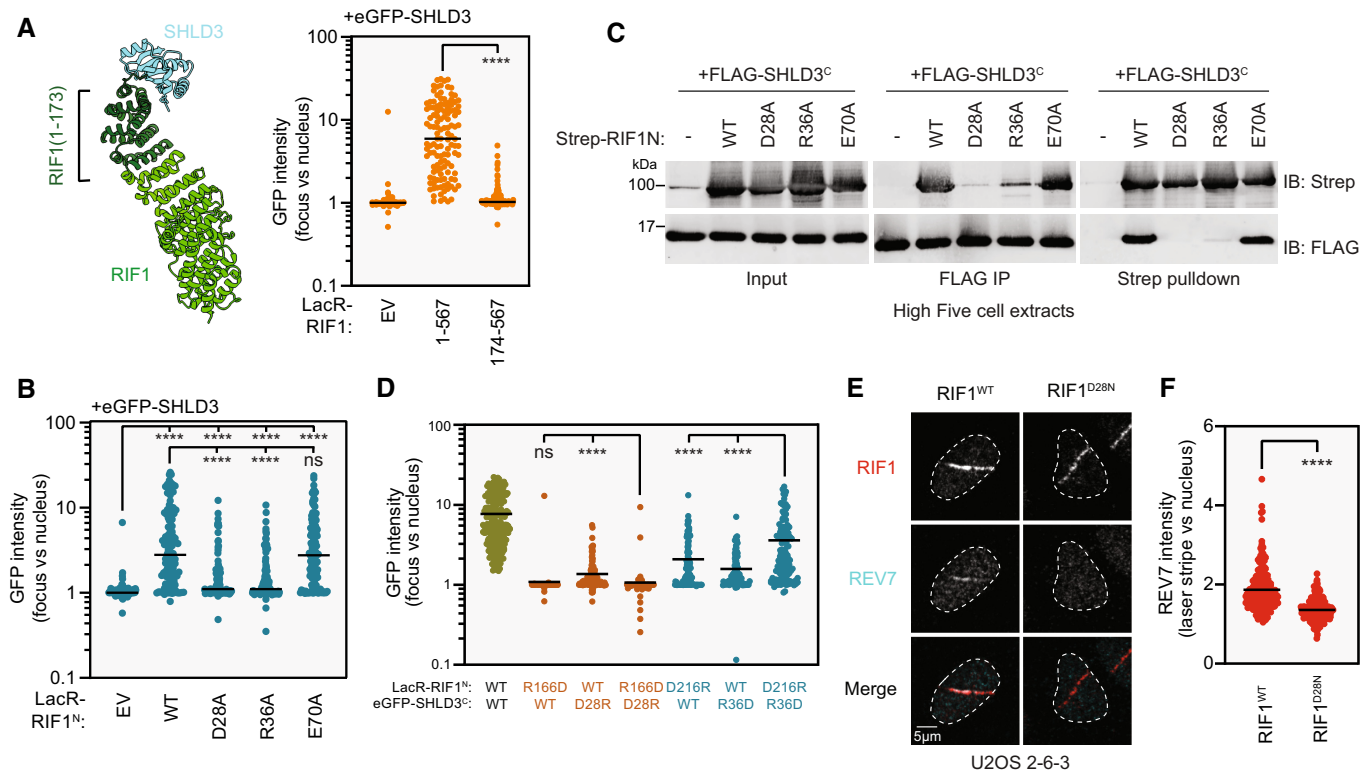 A
SHLD3
RIF1(1-173)
RIF1
+eGFP-SHLD3
GFP intensity
(focus vs nucleus)
100
10
1
0.1
****
LacR-
RIF1:
EV
1-567
174-567
B
+eGFP-SHLD3
GFP intensity
(focus vs nucleus)
100
10
1
0.1
**** **** **** ****
**** **** ns
LacR-
RIF1N:
EV
WT
D28A
R36A
E70A
C
+FLAG-SHLD3C +FLAG-SHLD3C +FLAG-SHLD3C
Strep-RIF1N: - WT D28A R36A E70A - WT D28A R36A E70A - WT D28A R36A E70A
kDa
100
17
IB: Strep
IB: FLAG
Input FLAG IP Strep pulldown
High Five cell extracts
D
GFP intensity
(focus vs nucleus)
100
10
1
0.1
ns **** **** ****
LacR-RIF1N: WT R166D WT R166D D216R WT D216R
eGFP-SHLD3C: WT WT D28R D28R WT R36D R36D
E
RIF1WT RIF1D28N
RIF1
REV7
Merge
5μm
U2OS 2-6-3
F
REV7 intensity
(laser stripe vs nucleus)
6
4
2
0
****
RIF1WT
RIF1D28N